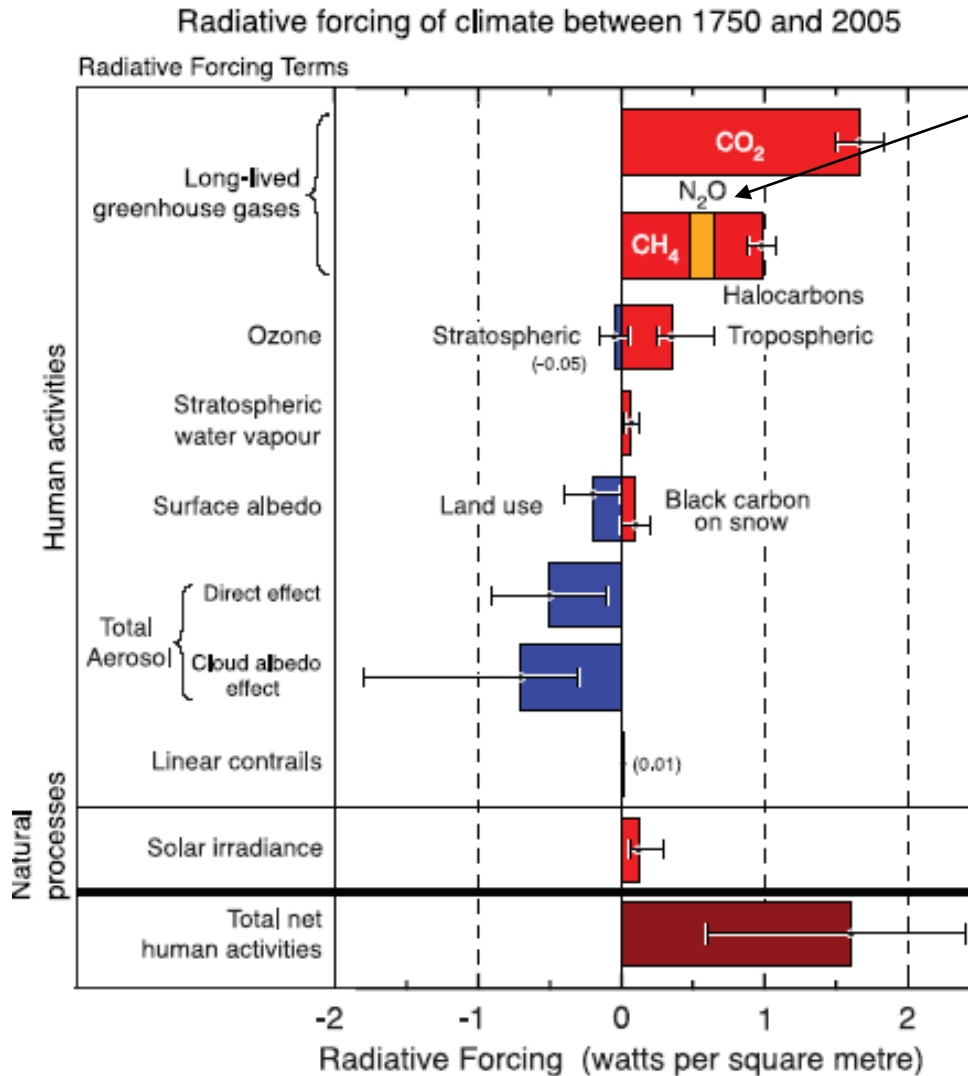 Radiative forcing of climate between 1750 and 2005
Radiative Forcing Terms
CO₂
Long-lived
greenhouse gases
N₂O
CH₄
Halocarbons
Human activities
Ozone
Stratospheric
(-0.05)
Tropospheric
Stratospheric
water vapour
Surface albedo
Land use
Black carbon
on snow
Total
Aerosol
Direct effect
Cloud albedo
effect
Linear contrails
(0.01)
Natural
processes
Solar irradiance
Total net
human activities
-2 -1 0 1 2
Radiative Forcing (watts per square metre)